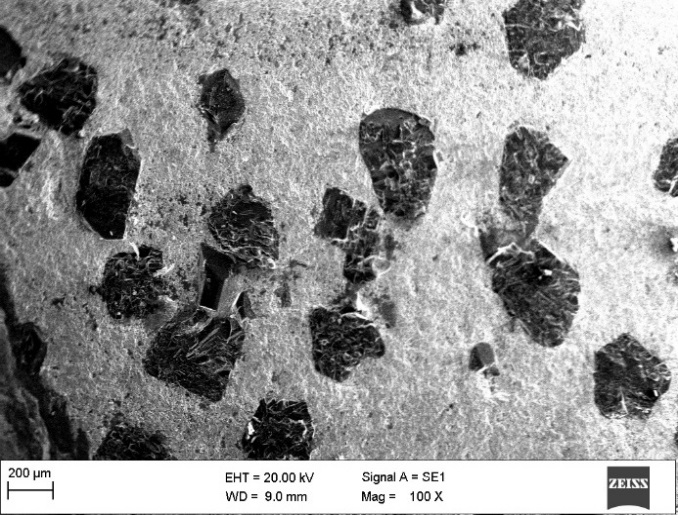 200 µm
EHT = 20.00 kV
WD = 9.0 mm
Signal A = SE1
Mag = 100 X
ZEISS